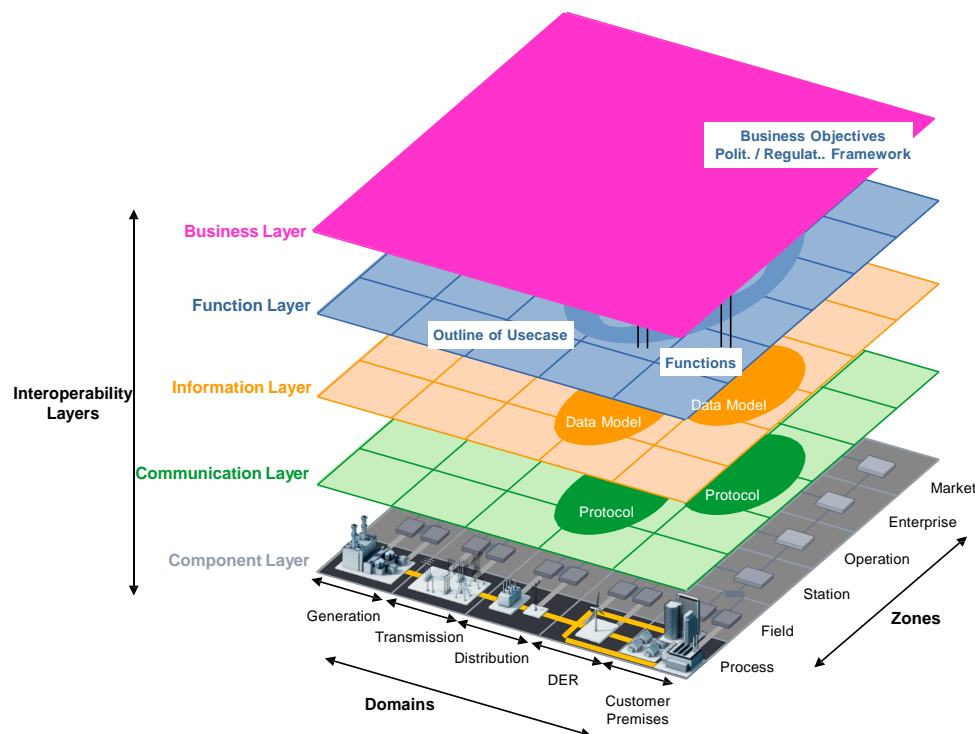 Business Objectives
Polit. / Regulat.. Framework
Business Layer
Function Layer
Outline of Usecase
Functions
Interoperability
Layers
Information Layer
Data Model
Data Model
Communication Layer
Protocol
Protocol
Component Layer
Market
Enterprise
Operation
Station
Field
Process
Zones
Generation
Transmission
Distribution
DER
Customer
Premises
Domains